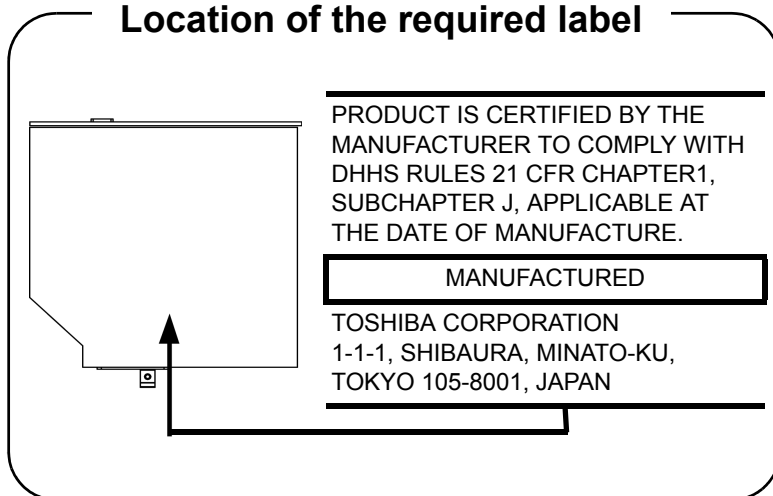 Location of the required label
PRODUCT IS CERTIFIED BY THE
MANUFACTURER TO COMPLY WITH
DHHS RULES 21 CFR CHAPTER1,
SUBCHAPTER J, APPLICABLE AT
THE DATE OF MANUFACTURE.
MANUFACTURED
TOSHIBA CORPORATION
1-1-1, SHIBAURA, MINATO-KU,
TOKYO 105-8001, JAPAN